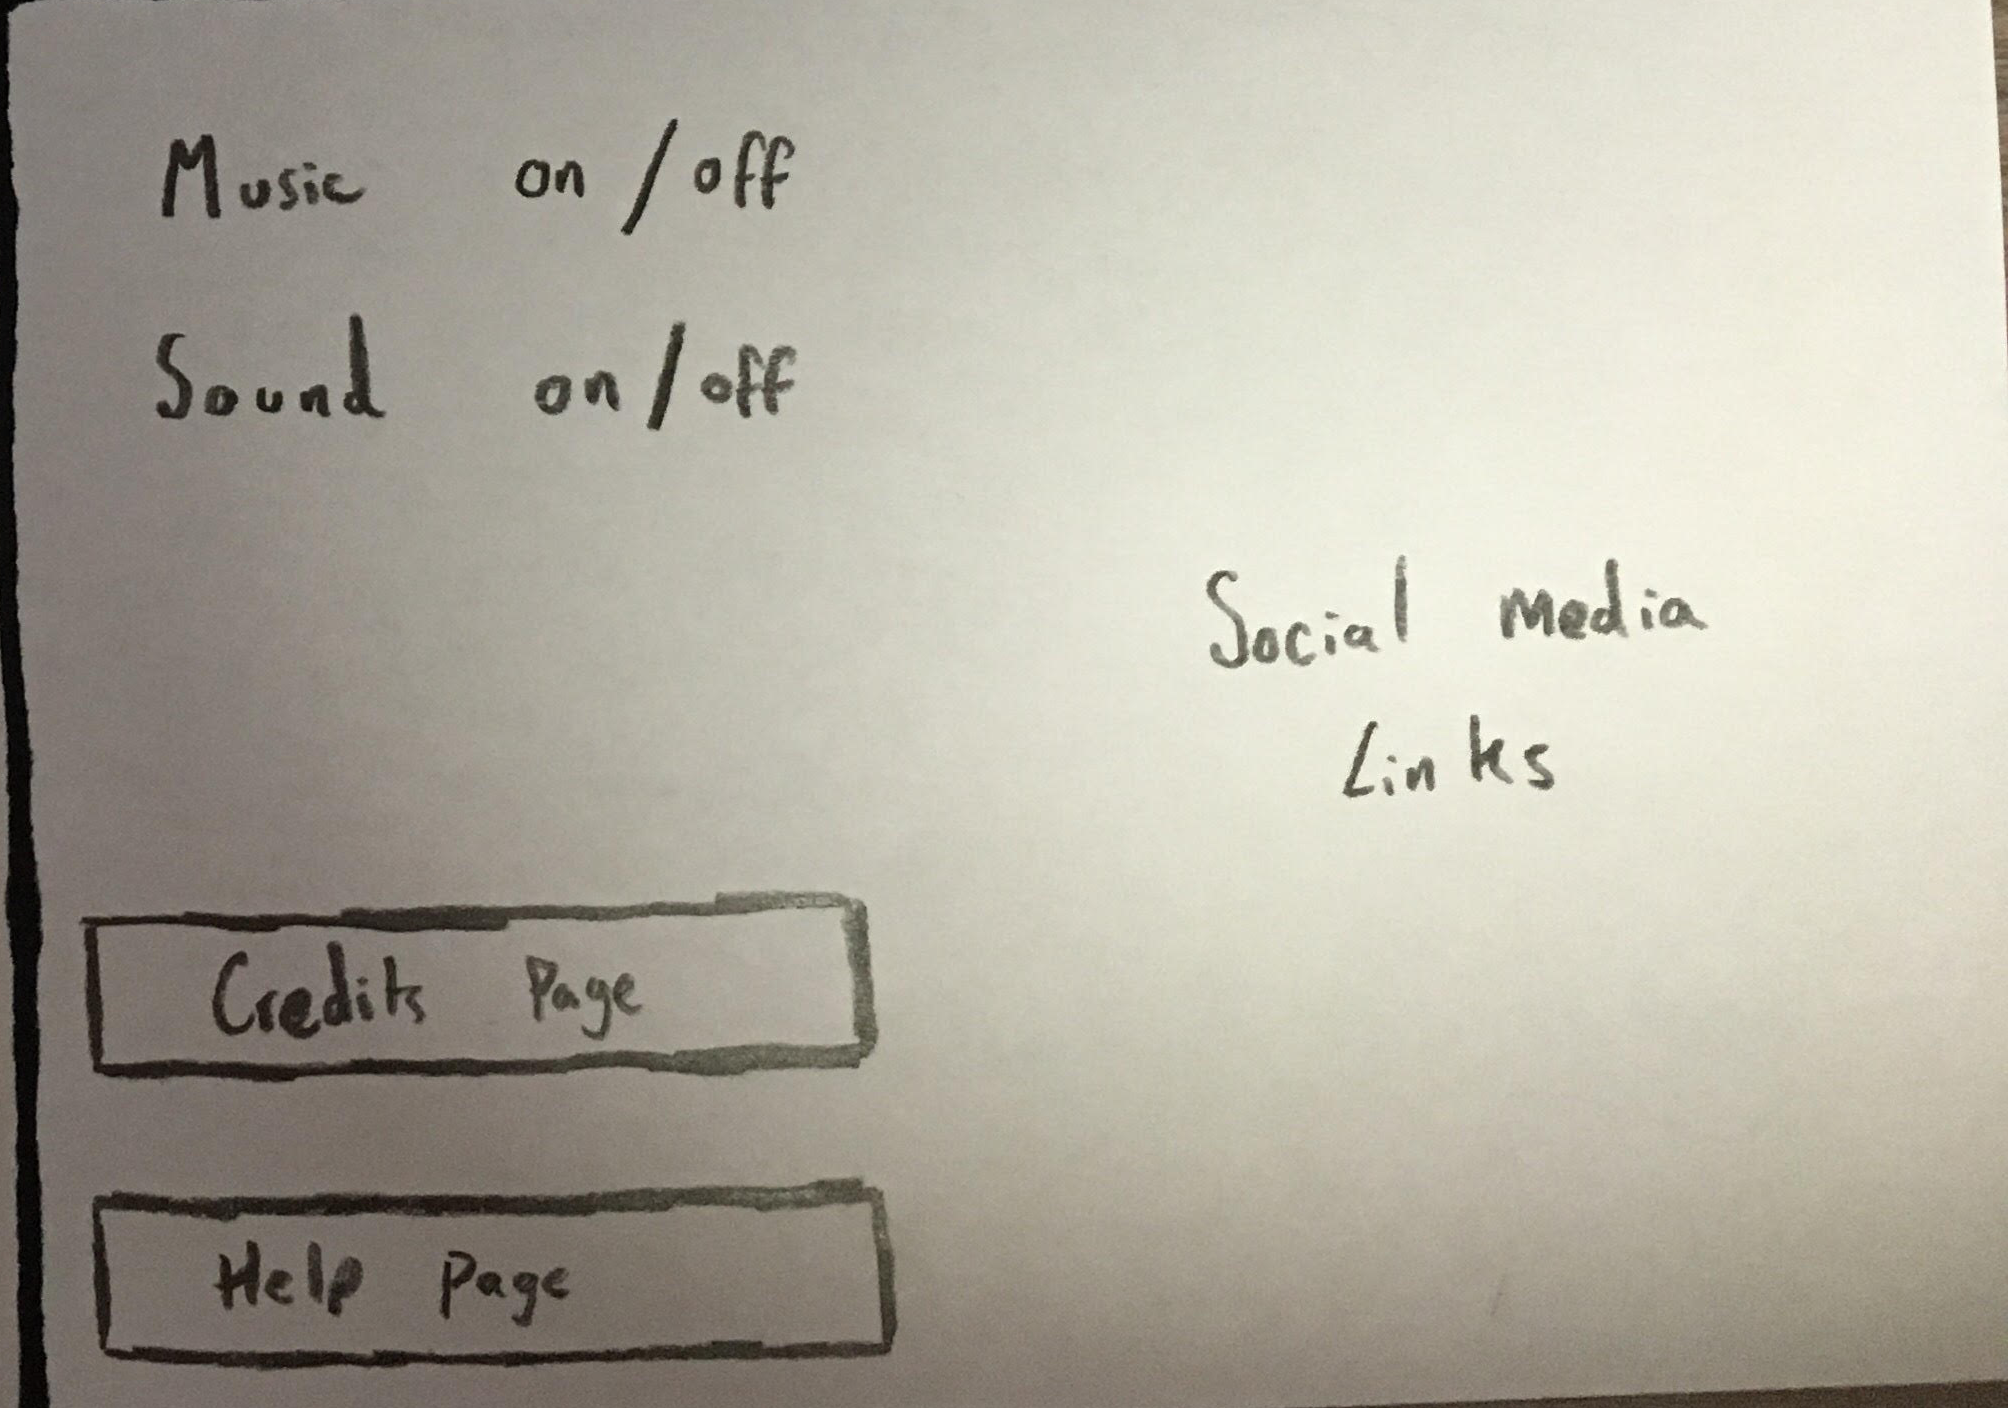 Music on / off
Sound on / off
Social media
Links
Credits Page
Help Page